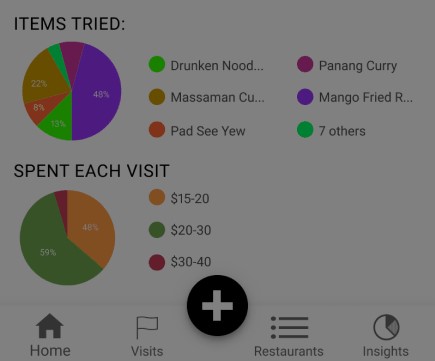 ITEMS TRIED:
48%
22%
8%
13%
Drunken Nood...
Panang Curry
Massaman Cu...
Mango Fried R...
Pad See Yew
7 others
SPENT EACH VISIT
48%
59%
$15-20
$20-30
$30-40
Home
Visits
Restaurants
Insights